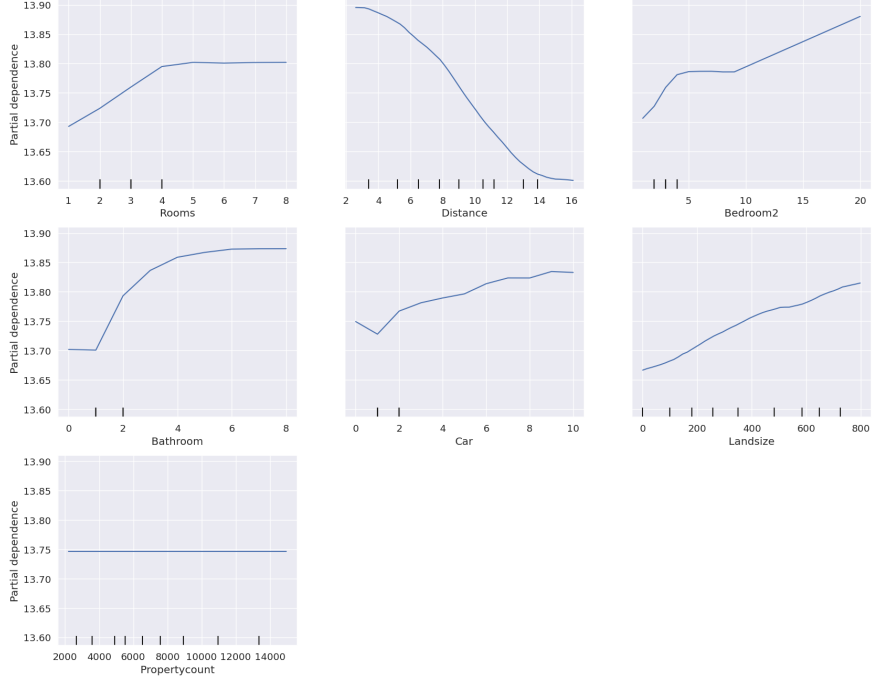 13.90
13.85
13.80
13.75
13.70
13.65
13.60
Partial dependence
1 2 3 4 5 6 7 8
Rooms
2 4 6 8 10 12 14 16
Distance
5 10 15 20
Bedroom2
13.90
13.85
13.80
13.75
13.70
13.65
13.60
Partial dependence
0 2 4 6 8
Bathroom
0 2 4 6 8 10
Car
0 200 400 600 800
Landsize
13.90
13.85
13.80
13.75
13.70
13.65
13.60
Partial dependence
2000 4000 6000 8000 10000 12000 14000
Propertycount